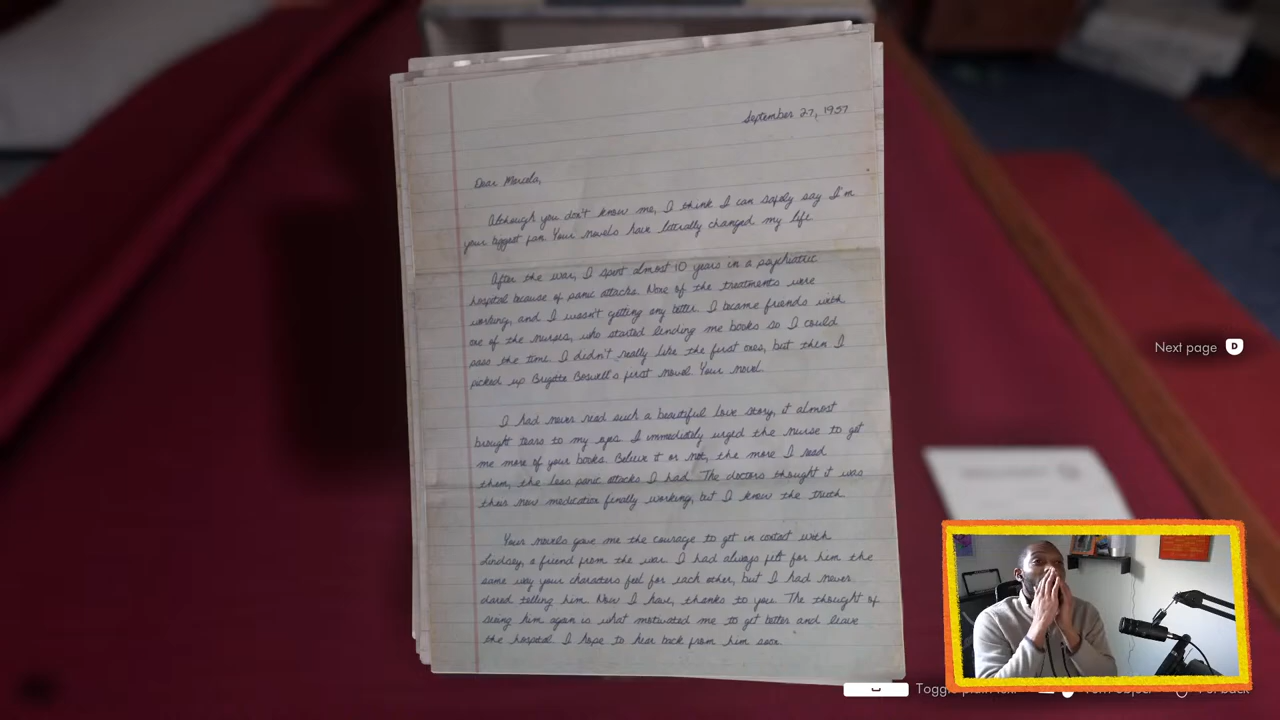 September 27, 1957
Dear Marcela,
Although you don't know me, I think I can safely say I'm
your biggest fan. Your novels have literally changed my life
After the war, I spent almost 10 years in a psychiatric
hospital because of panic attacks. None of the treatments were
working, and I wasn't getting any better. I became friends with
one of the nurses, who started lending me books so I could
pass the time. I didn't really like the first ones, but then I
picked up Brigitte Boswell's first novel. Your novel.
I had never read such a beautiful love story, it almost
brought tears to my eyes. I immediately urged the nurse to get
me more of your books. Believe it or not, the more I read
them, the less panic attacks I had. The doctors thought it was
their new medication finally working, but I knew the truth.
Your novels gave me the courage to get in contact with
Lindsay, a friend from the war. I had always felt for him the
same way your characters feel for each other, but I had never
dared telling him. Now I have, thanks to you. The thought of
seeing him again is what motivated me to get better and leave
the hospital. I hope to hear back from him soon.
Next page D
Toggle